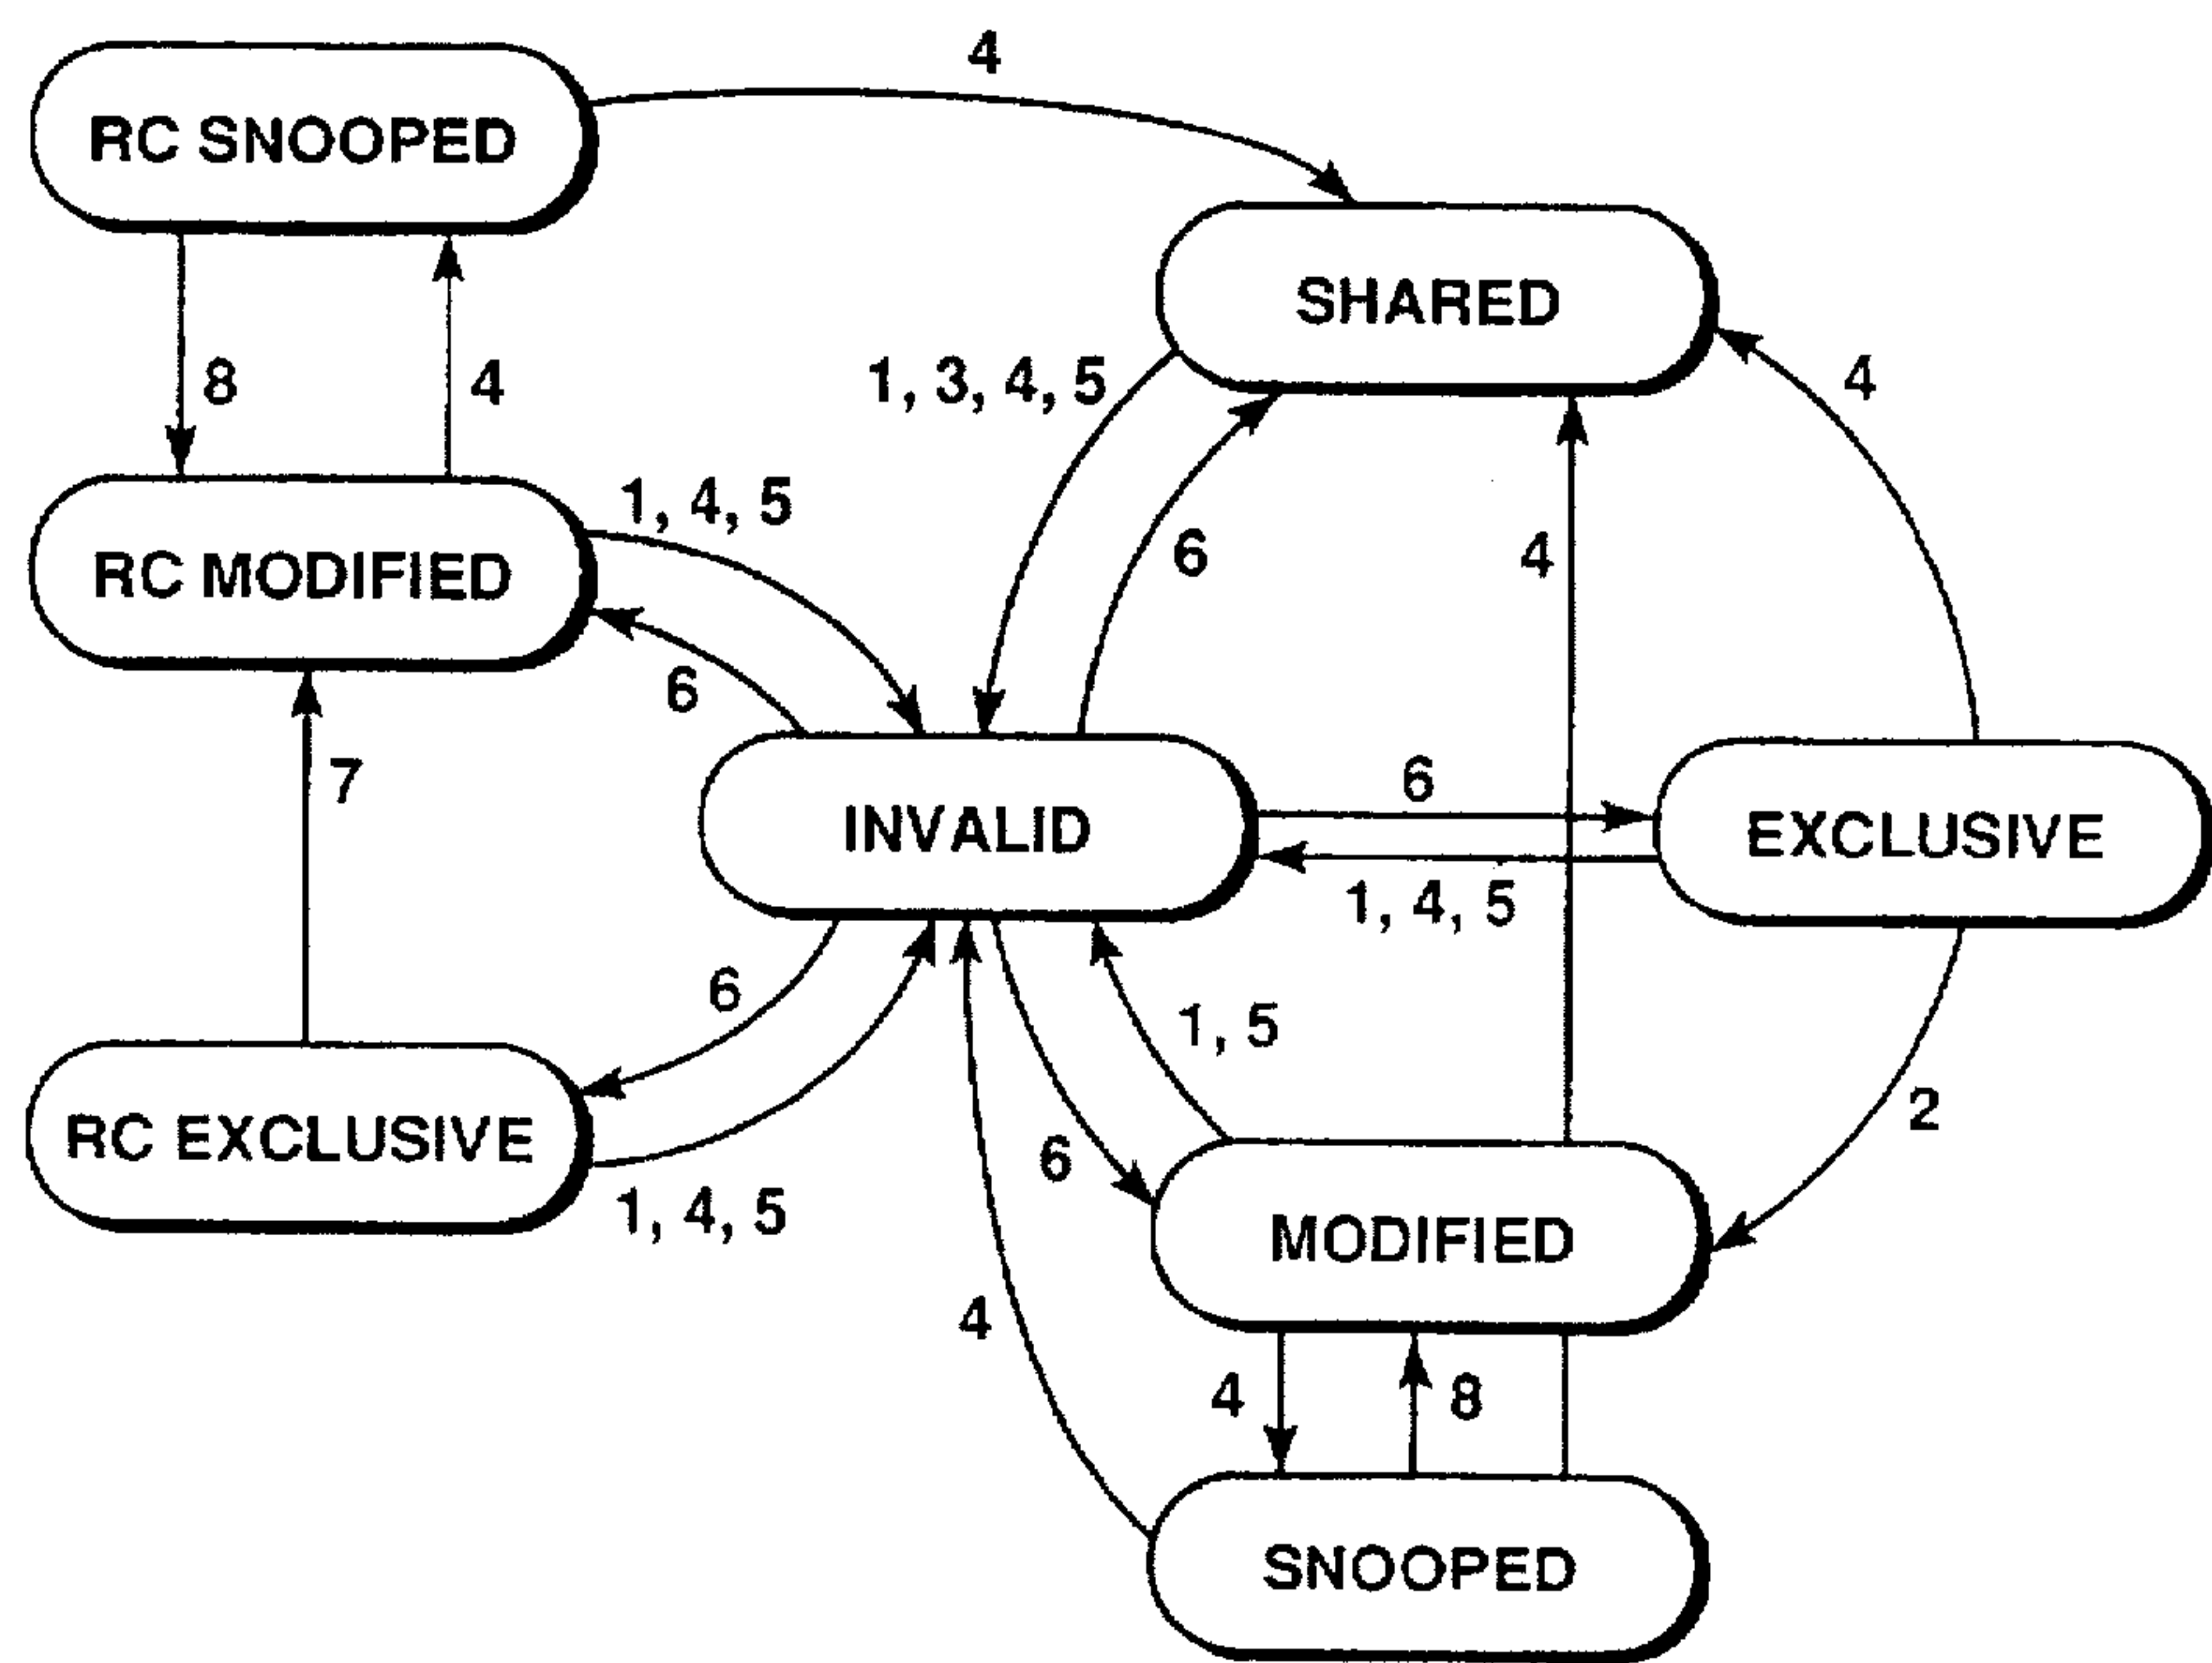 4
RC SNOOPED
SHARED
8
4
1, 3, 4, 5
4
1, 4, 5
RC MODIFIED
6
4
6
7
6
INVALID
EXCLUSIVE
1, 4, 5
6
1, 5
2
RC EXCLUSIVE
6
1, 4, 5
MODIFIED
4
4
8
SNOOPED